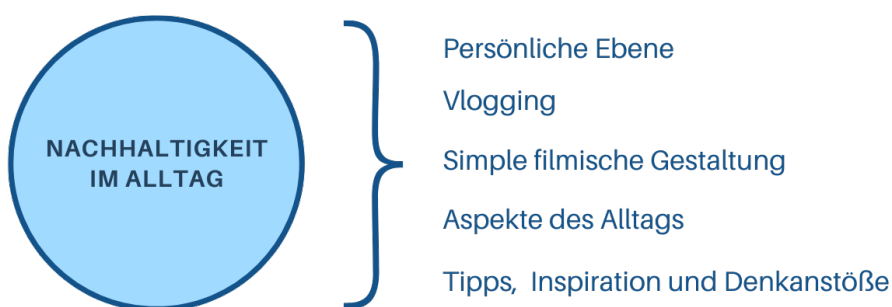 NACHHALTIGKEIT
IM ALLTAG
Persönliche Ebene
Vlogging
Simple filmische Gestaltung
Aspekte des Alltags
Tipps, Inspiration und Denkanstöße